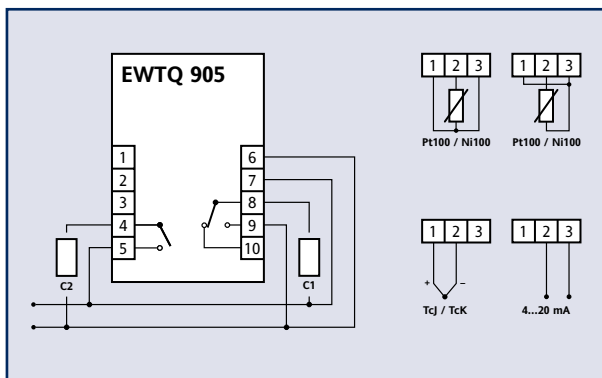 EWTQ 905
1
2
3
4
5
6
7
8
9
10
C2
C1
1 2 3
Pt100 / Ni100
1 2 3
Pt100 / Ni100
1 2 3
+ –
TcJ / TcK
1 2 3
4...20 mA